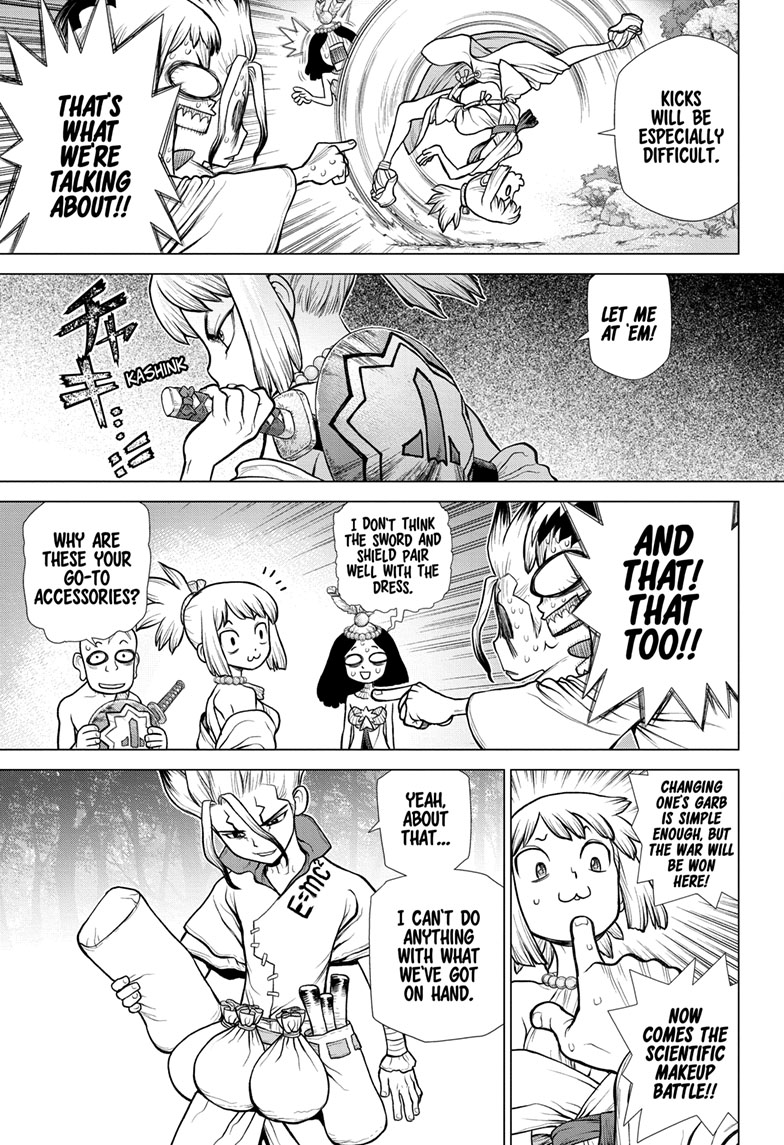 KICKS
WILL BE
ESPECIALLY
DIFFICULT.
THAT'S
WHAT
WE'RE
TALKING
ABOUT!!
LET ME
AT 'EM!
チャ
キ…
KASHINK
AND
THAT!
THAT
TOO!!
I DON'T THINK
THE SWORD AND
SHIELD PAIR
WELL WITH THE
DRESS.
WHY ARE
THESE YOUR
GO-TO
ACCESSORIES?
CHANGING
ONE'S GARB
IS SIMPLE
ENOUGH, BUT
THE WAR WILL
BE WON
HERE!
NOW
COMES THE
SCIENTIFIC
MAKEUP
BATTLE!!
YEAH,
ABOUT
THAT...
I CAN'T DO
ANYTHING
WITH WHAT
WE'VE GOT
ON HAND.
E=mc²